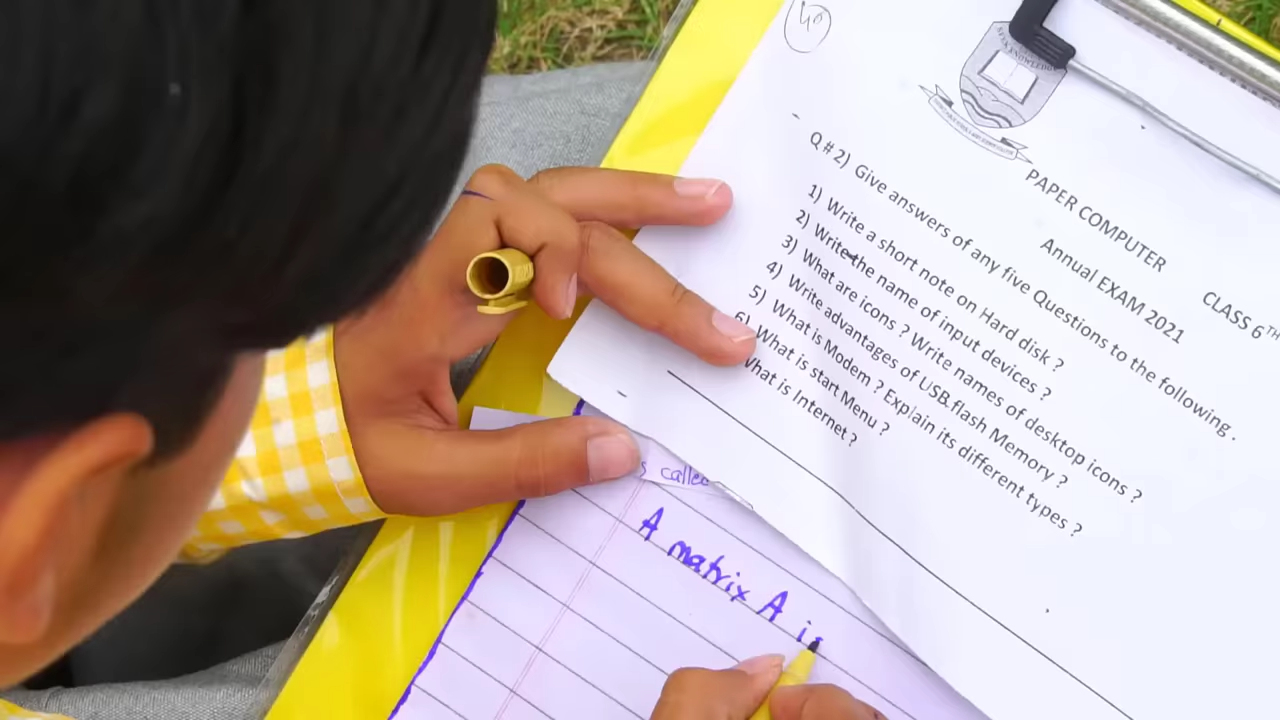 40
SEEK KNOWLEDGE
PAPER COMPUTER
CLASS 6TH
Annual EXAM 2021
Q.# 2) Give answers of any five Questions to the following.
1) Write a short note on Hard disk ?
2) Write the name of input devices ?
3) What are icons ? Write names of desktop icons ?
4) Write advantages of USB flash Memory ?
5) What is Modem ? Explain its different types ?
6) What is start Menu ?
What is Internet ?
is called
A matrix A is